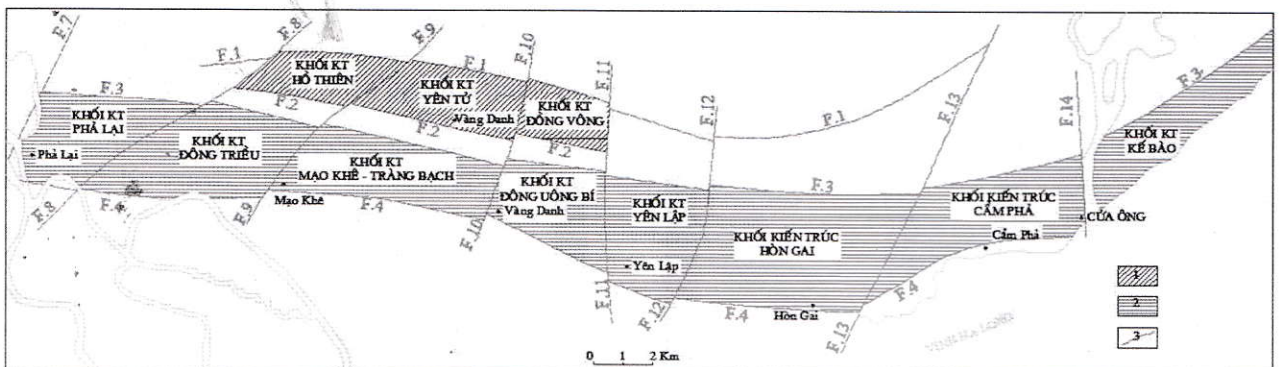 F.7
F.8
F.9
F.1
F.10
F.11
F.1
KHỐI KT
HỒ THIÊN
KHỐI KT
YÊN TỬ
Vàng Danh
KHỐI KT
ĐỒNG VÔNG
F.3
F.2
F.2
F.2
F.12
F.1
F.13
F.14
F.3
KHỐI KT
PHẢ LẠI
Phả Lại
KHỐI KT
ĐÔNG TRIỀU
KHỐI KT
MẠO KHÊ - TRÀNG BẠCH
KHỐI KT
KẾ BÀO
F.8
F.4
F.9
Mạo Khê
F.4
F.10
KHỐI KT
ĐÔNG UÔNG BÍ
Vàng Danh
KHỐI KT
YÊN LẬP
F.3
KHỐI KIẾN TRÚC
CẨM PHẢ
CỬA ÔNG
Cẩm Phả
KHỐI KIẾN TRÚC
HÒN GAI
Yên Lập
F.11
F.12
F.4
Hòn Gai
F.13
F.4
VỊNH HẠ LONG
1
2
3
0 1 2 Km